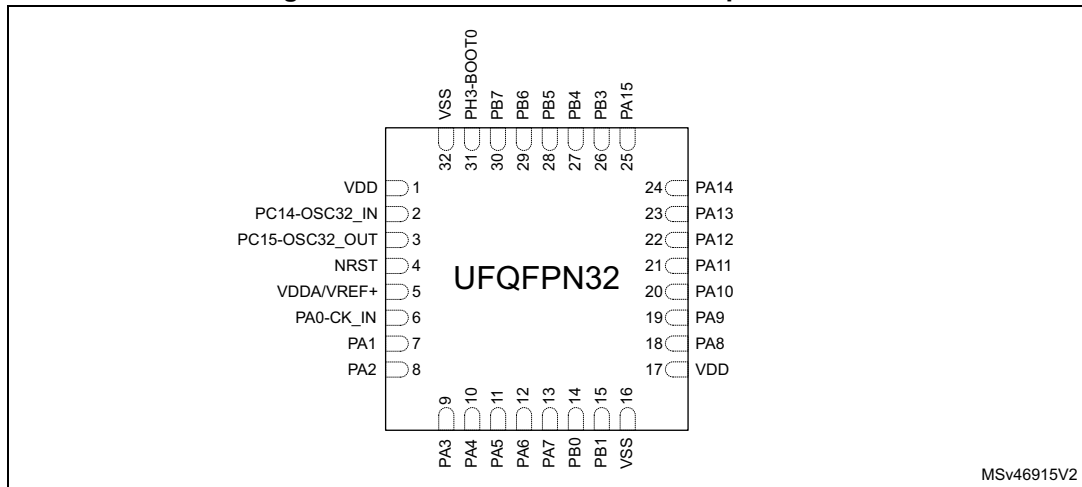 VSS
PH3-BOOT0
PB7
PB6
PB5
PB4
PB3
PA15
32
31
30
29
28
27
26
25
VDD 1
PC14-OSC32_IN 2
PC15-OSC32_OUT 3
NRST 4
VDDA/VREF+ 5
PA0-CK_IN 6
PA1 7
PA2 8
UFQFPN32
24 PA14
23 PA13
22 PA12
21 PA11
20 PA10
19 PA9
18 PA8
17 VDD
9
10
11
12
13
14
15
16
PA3
PA4
PA5
PA6
PA7
PB0
PB1
VSS
MSv46915V2